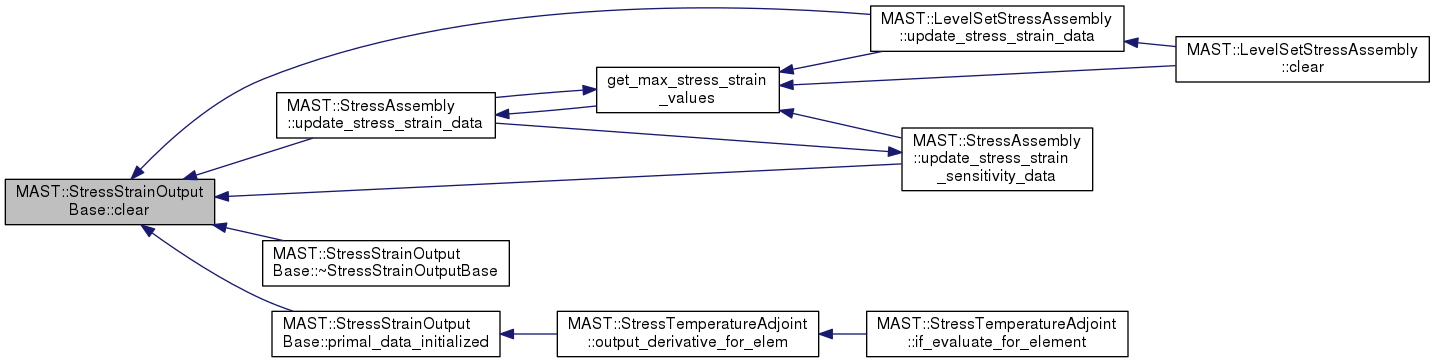 MAST::StressStrainOutput
Base::clear
MAST::StressAssembly
::update_stress_strain_data
MAST::StressStrainOutput
Base::~StressStrainOutputBase
MAST::StressStrainOutput
Base::primal_data_initialized
get_max_stress_strain
_values
MAST::StressTemperatureAdjoint
::output_derivative_for_elem
MAST::LevelSetStressAssembly
::update_stress_strain_data
MAST::StressAssembly
::update_stress_strain
_sensitivity_data
MAST::StressTemperatureAdjoint
::if_evaluate_for_element
MAST::LevelSetStressAssembly
::clear